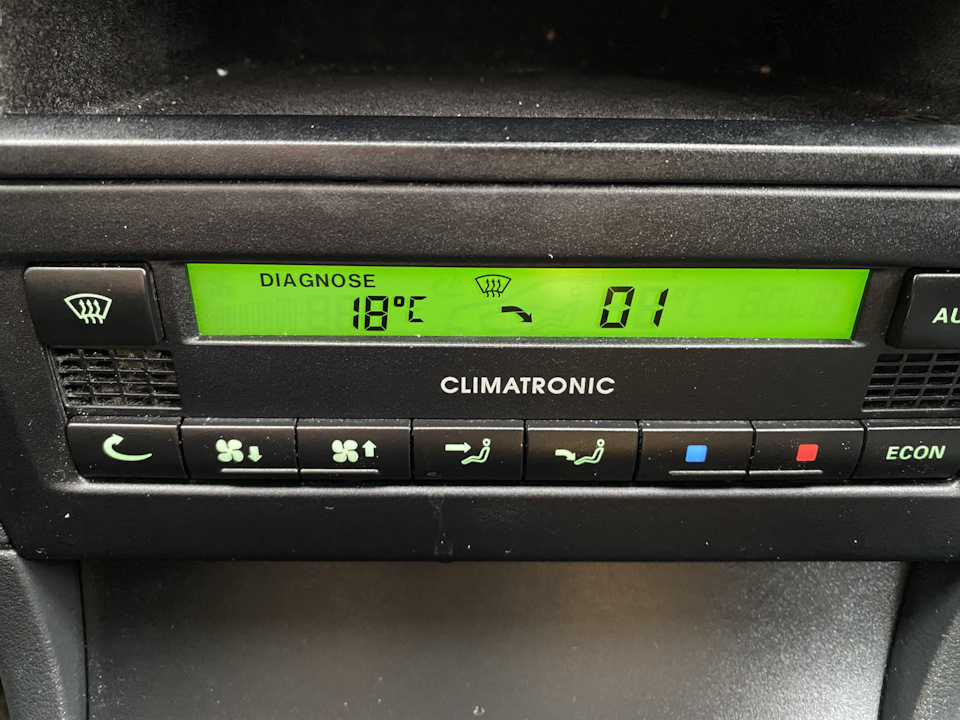 DIAGNOSE
18°C 01
AU
CLIMATRONIC
ECON